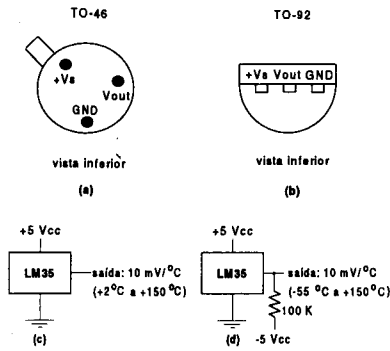 TO-46
TO-92
+Vs
Vout
GND
+Vs Vout GND
vista inferior
vista inferior
(a)
(b)
+5 Vcc
LM35
saída: 10 mV/°C
(+2°C a +150°C)
(c)
+5 Vcc
LM35
saída: 10 mV/°C
(-55 °C a +150°C)
100 K
-5 Vcc
(d)